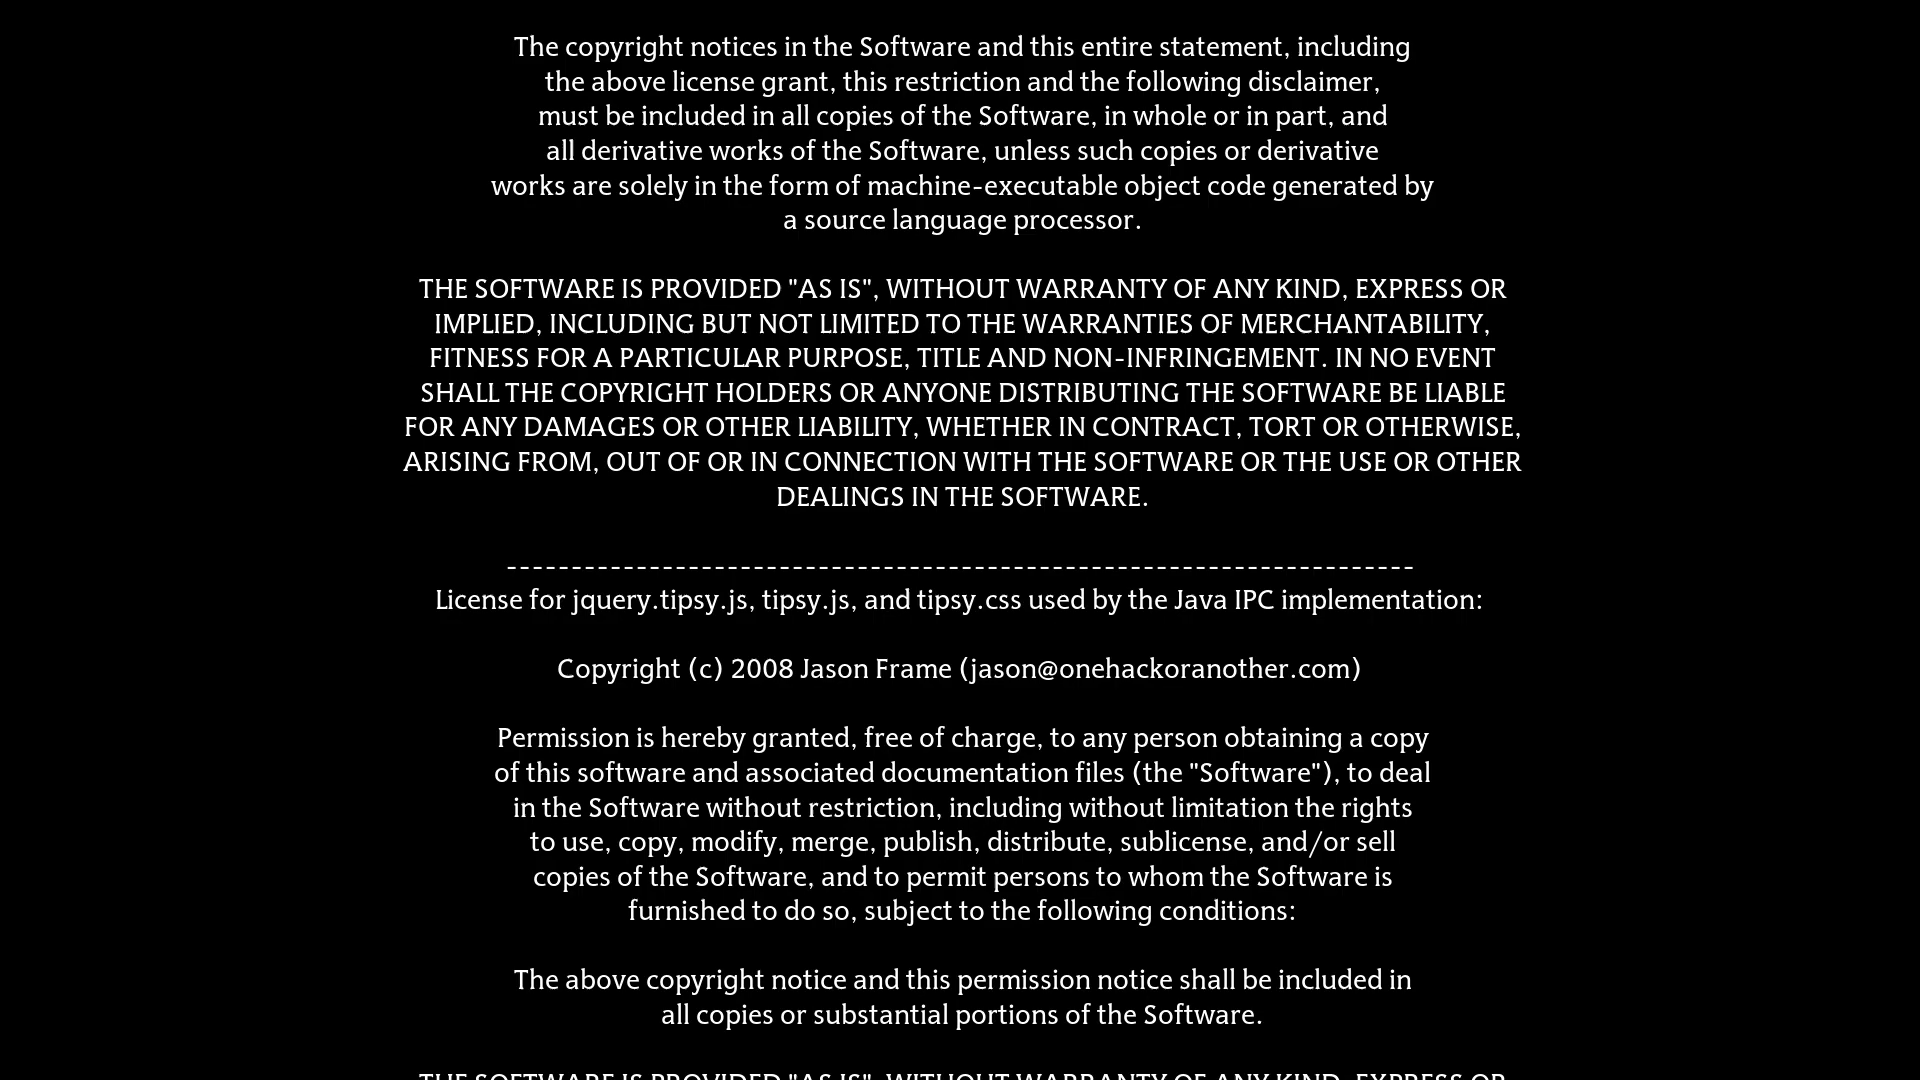 The copyright notices in the Software and this entire statement, including
the above license grant, this restriction and the following disclaimer,
must be included in all copies of the Software, in whole or in part, and
all derivative works of the Software, unless such copies or derivative
works are solely in the form of machine-executable object code generated by
a source language processor.
THE SOFTWARE IS PROVIDED "AS IS", WITHOUT WARRANTY OF ANY KIND, EXPRESS OR
IMPLIED, INCLUDING BUT NOT LIMITED TO THE WARRANTIES OF MERCHANTABILITY,
FITNESS FOR A PARTICULAR PURPOSE, TITLE AND NON-INFRINGEMENT. IN NO EVENT
SHALL THE COPYRIGHT HOLDERS OR ANYONE DISTRIBUTING THE SOFTWARE BE LIABLE
FOR ANY DAMAGES OR OTHER LIABILITY, WHETHER IN CONTRACT, TORT OR OTHERWISE,
ARISING FROM, OUT OF OR IN CONNECTION WITH THE SOFTWARE OR THE USE OR OTHER
DEALINGS IN THE SOFTWARE.
----------------------------------------------------------------------
License for jquery.tipsy.js, tipsy.js, and tipsy.css used by the Java IPC implementation:
Copyright (c) 2008 Jason Frame (jason@onehackoranother.com)
Permission is hereby granted, free of charge, to any person obtaining a copy
of this software and associated documentation files (the "Software"), to deal
in the Software without restriction, including without limitation the rights
to use, copy, modify, merge, publish, distribute, sublicense, and/or sell
copies of the Software, and to permit persons to whom the Software is
furnished to do so, subject to the following conditions:
The above copyright notice and this permission notice shall be included in
all copies or substantial portions of the Software.
THE SOFTWARE IS PROVIDED "AS IS", WITHOUT WARRANTY OF ANY KIND, EXPRESS OR